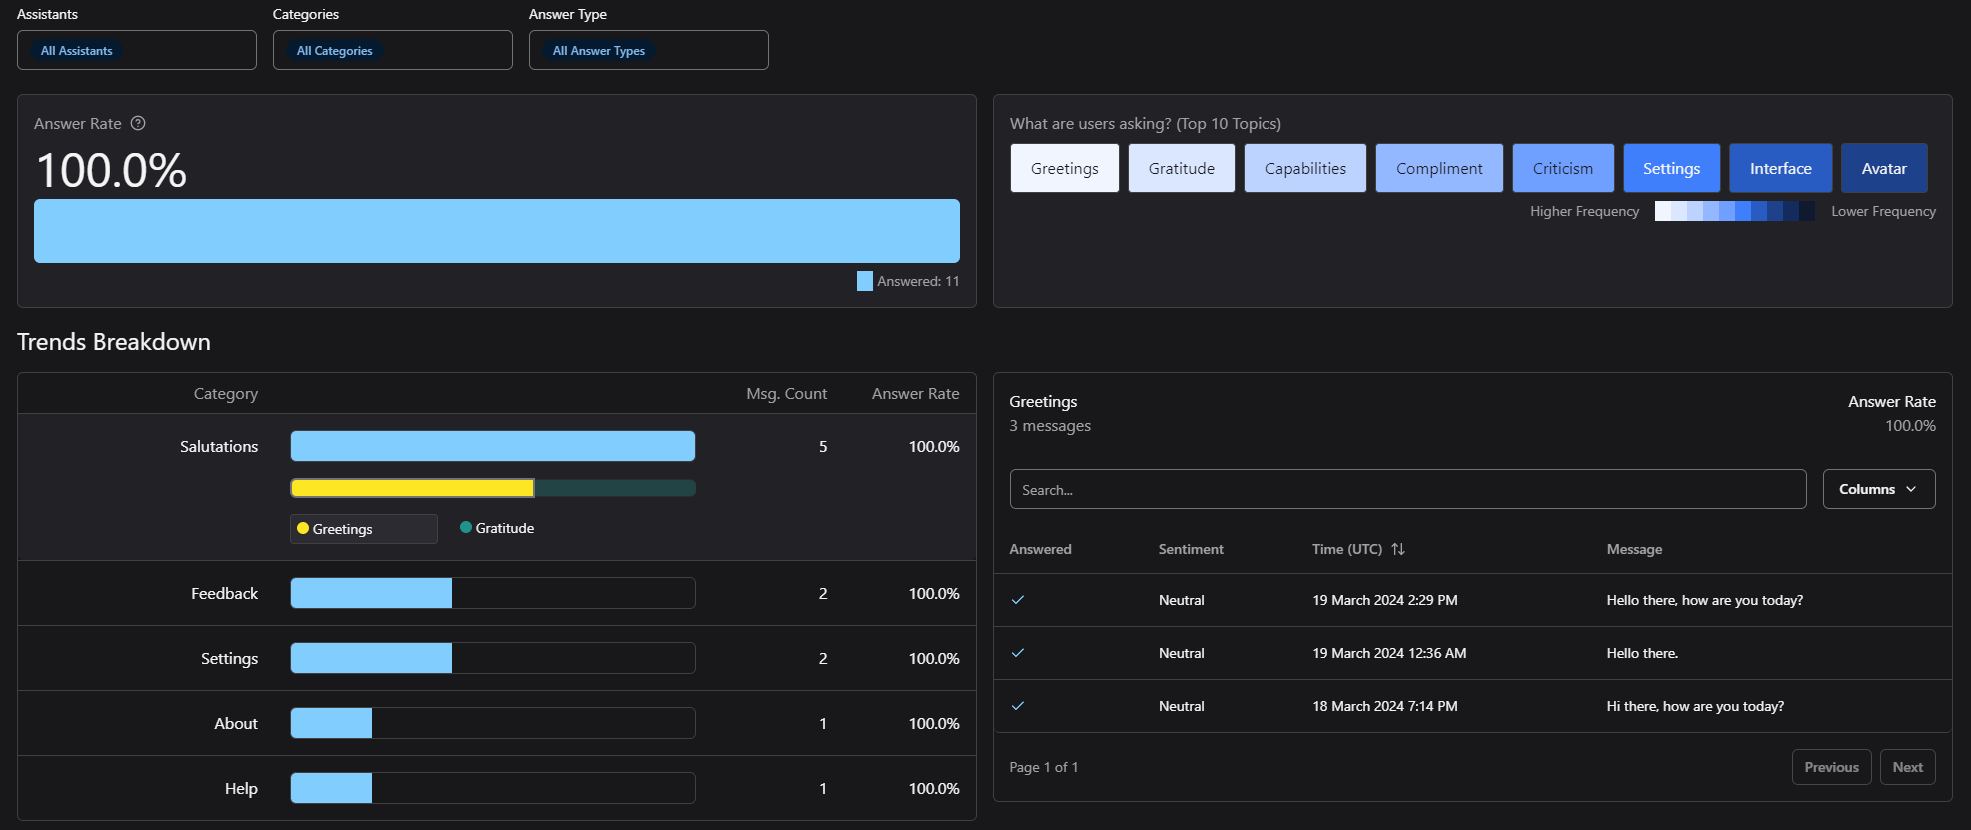 Assistants
Categories
Answer Type
All Assistants
All Categories
All Answer Types
Answer Rate
100.0%
Answered: 11
What are users asking? (Top 10 Topics)
Greetings
Gratitude
Capabilities
Compliment
Criticism
Settings
Interface
Avatar
Higher Frequency
Lower Frequency
Trends Breakdown
Category Msg. Count Answer Rate
Salutations 5 100.0%
Greetings
Gratitude
Feedback 2 100.0%
Settings 2 100.0%
About 1 100.0%
Help 1 100.0%
Greetings
3 messages
Answer Rate
100.0%
Search...
Columns
Answered Sentiment Time (UTC) Message
Neutral 19 March 2024 2:29 PM Hello there, how are you today?
Neutral 19 March 2024 12:36 AM Hello there.
Neutral 18 March 2024 7:14 PM Hi there, how are you today?
Page 1 of 1
Previous
Next